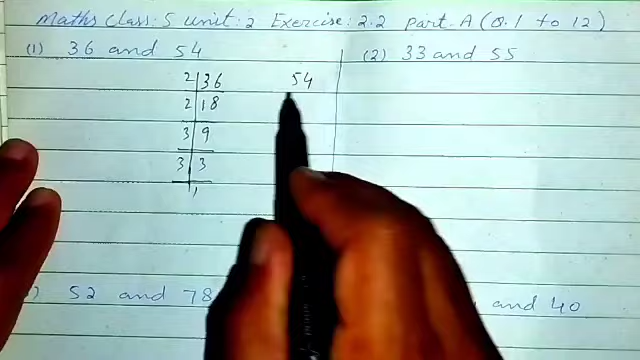 Maths Class: 5 Unit: 2 Exercise: 2.2 part-A (Q.1 to 12)
(1) 36 and 54
(2) 33 and 55
2 | 36 54
2 | 18
3 | 9
3 | 3
1
) 52 and 78
and 40